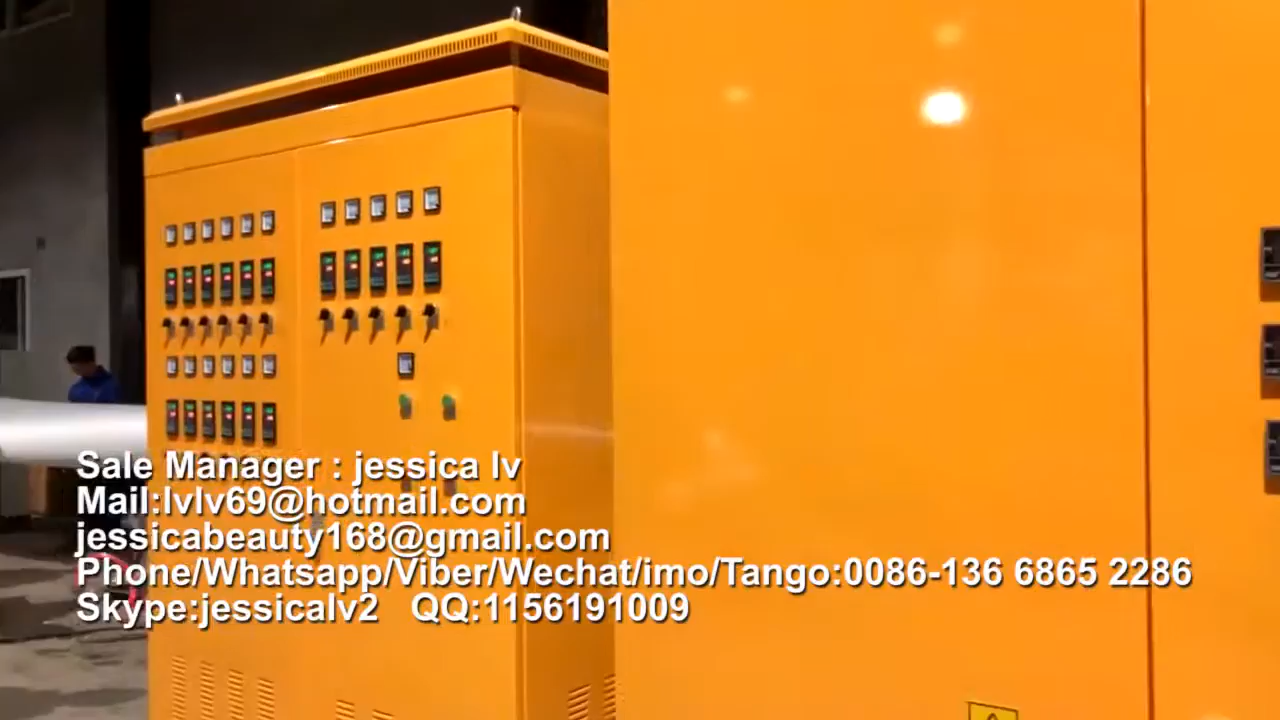 Sale Manager : jessica lv
Mail:lvlv69@hotmail.com
jessicabeauty168@gmail.com
Phone/Whatsapp/Viber/Wechat/imo/Tango:0086-136 6865 2286
Skype:jessicalv2 QQ:1156191009